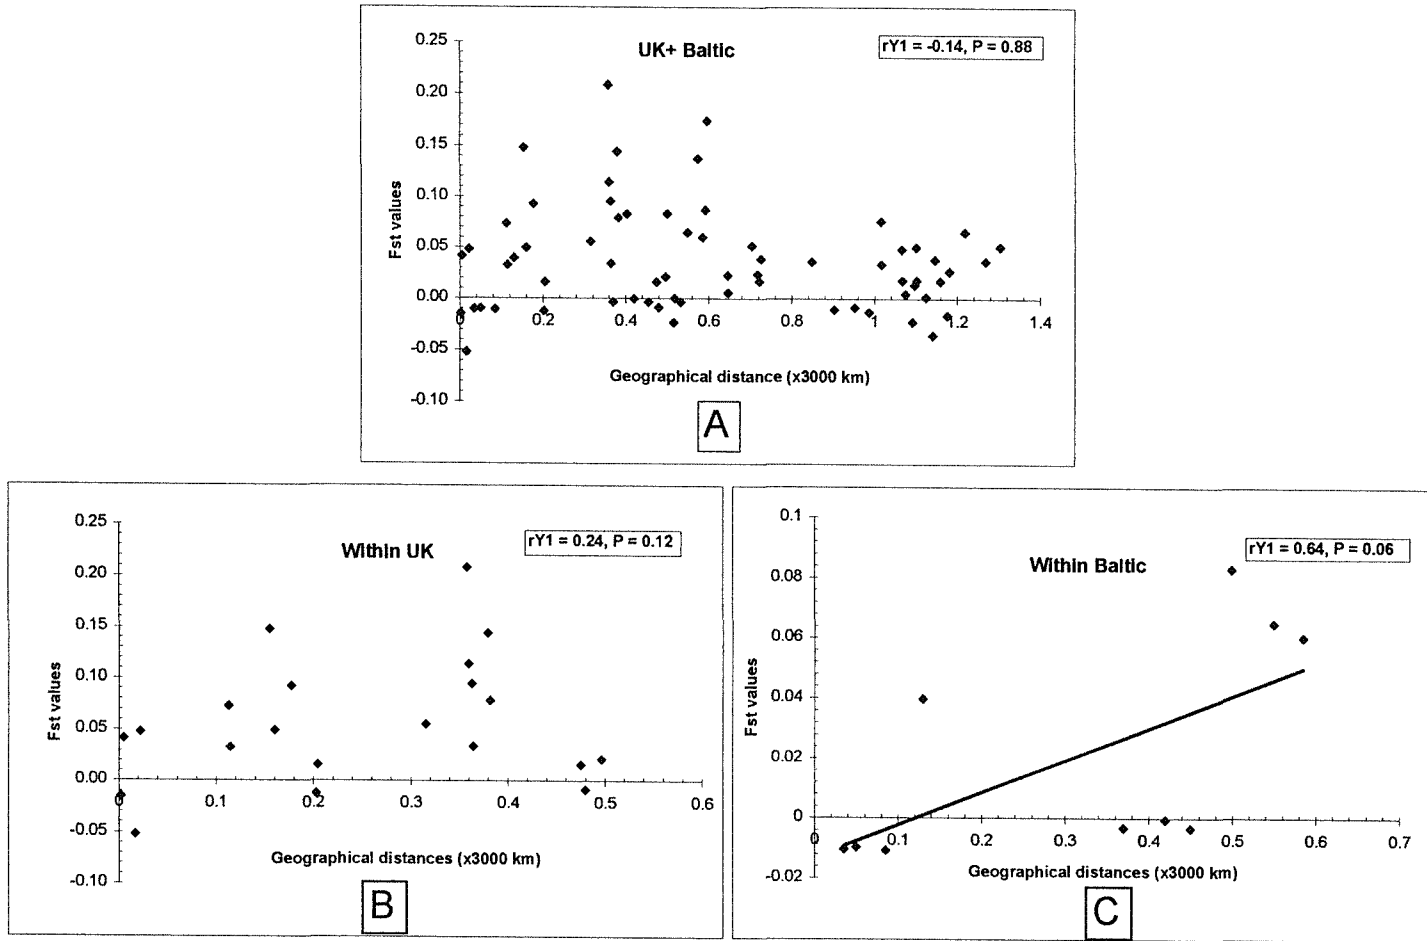 UK+ Baltic
rY1 = -0.14, P = 0.88
0.25
0.20
0.15
0.10
0.05
0.00
-0.05
-0.10
Fst values
0 0.2 0.4 0.6 0.8 1 1.2 1.4
Geographical distance (x3000 km)
A
Within UK
rY1 = 0.24, P = 0.12
0.25
0.20
0.15
0.10
0.05
0.00
-0.05
-0.10
Fst values
0 0.1 0.2 0.3 0.4 0.5 0.6
Geographical distances (x3000 km)
B
Within Baltic
rY1 = 0.64, P = 0.06
0.1
0.08
0.06
0.04
0.02
0
-0.02
Fst values
0 0.1 0.2 0.3 0.4 0.5 0.6 0.7
Geographical distances (x3000 km)
C